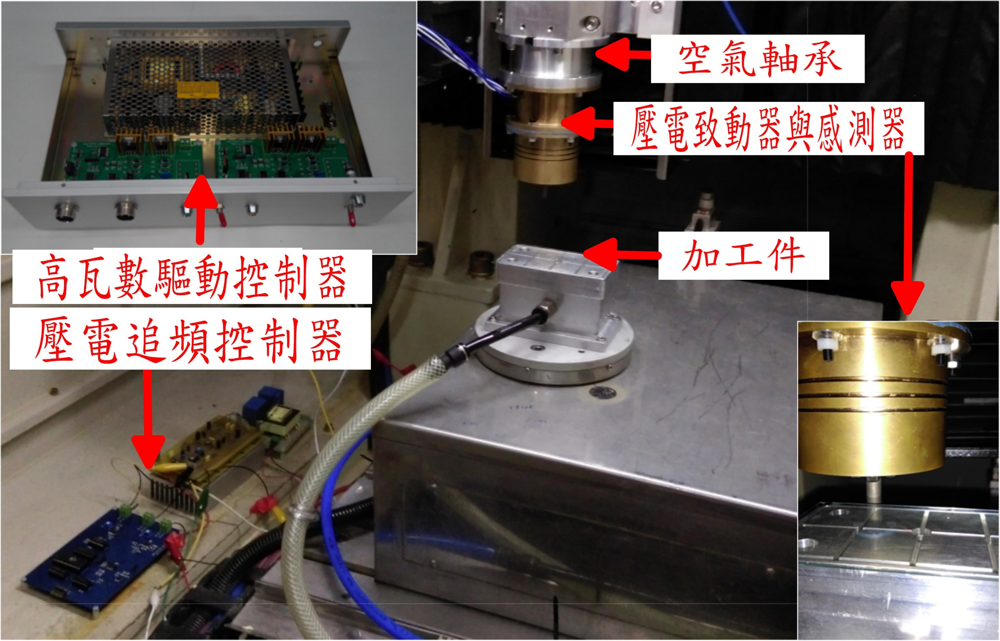 空氣軸承
壓電致動器與感測器
加工件
高瓦數驅動控制器
壓電追頻控制器